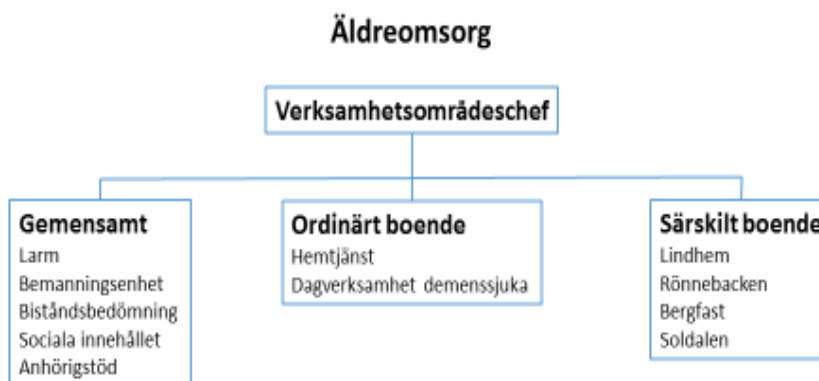 Äldreomsorg
Verksamhetsområdeschef
Gemensamt
Larm
Bemanningsenhet
Biståndsbedömning
Sociala innehållet
Anhörigstöd
Ordinärt boende
Hemtjänst
Dagverksamhet demenssjuka
Särskilt boende
Lindhem
Rönnebacken
Bergfast
Soldalen